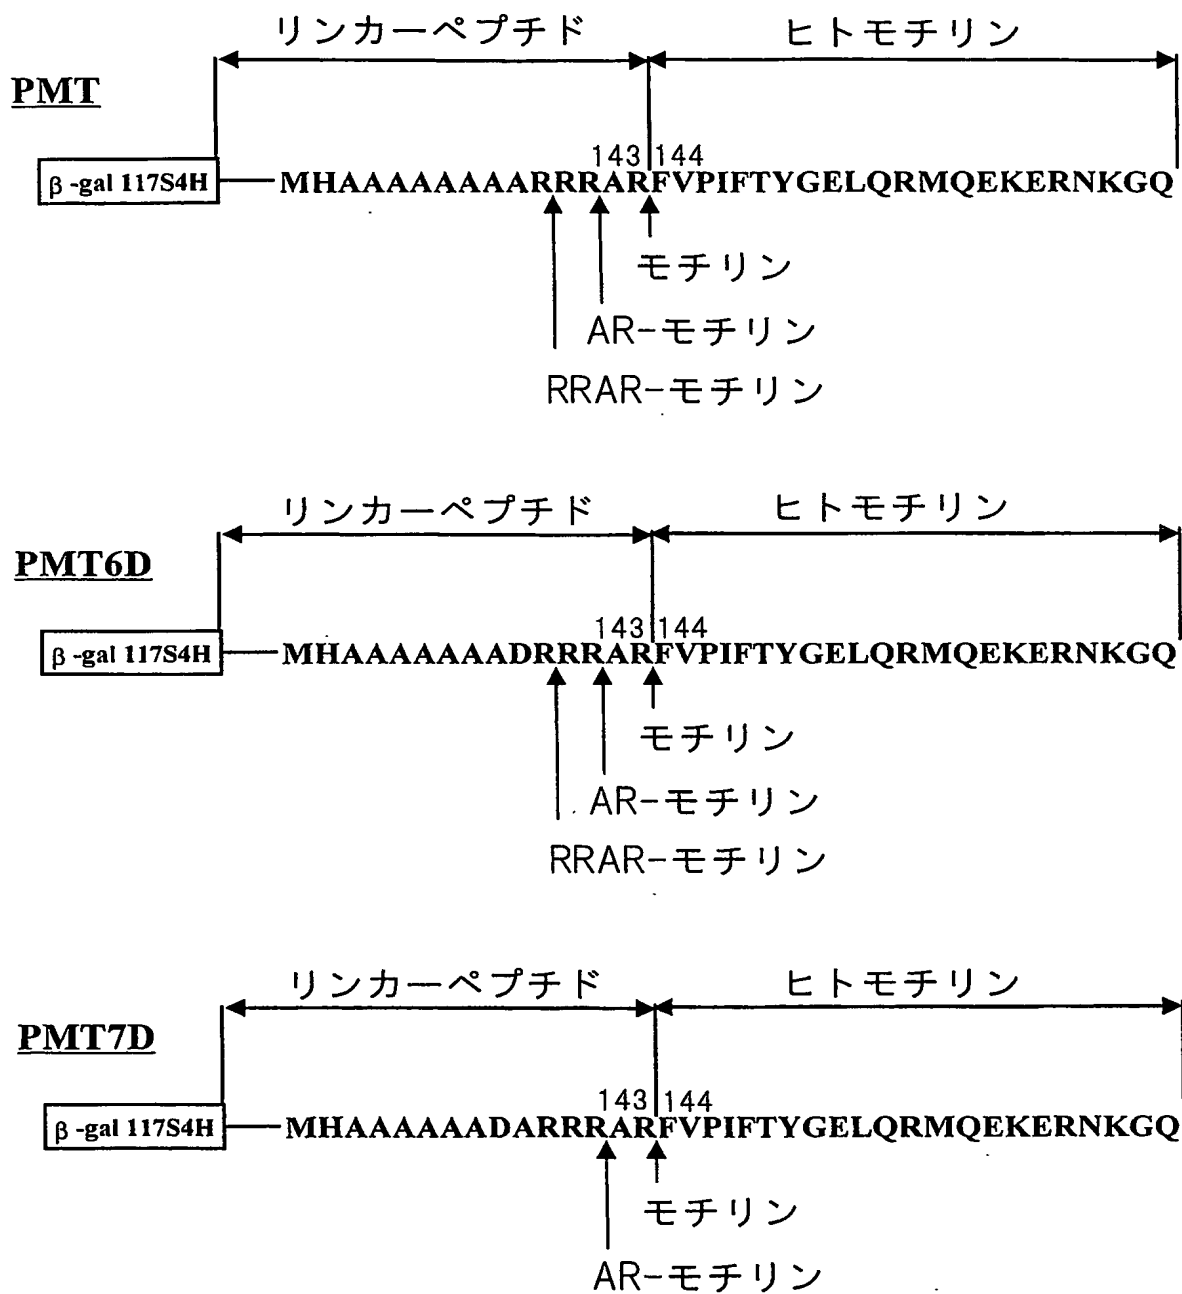 リンカーペプチド ヒトモチリン
PMT
143 144
β-gal 117S4H MHAAAAAAAARRRARFVPIFTYGELQRMQEKERNKGQ
モチリン
AR-モチリン
RRAR-モチリン
リンカーペプチド ヒトモチリン
PMT6D
143 144
β-gal 117S4H MHAAAAAAADRRRARFVPIFTYGELQRMQEKERNKGQ
モチリン
AR-モチリン
RRAR-モチリン
リンカーペプチド ヒトモチリン
PMT7D
143 144
β-gal 117S4H MHAAAAAADARRRARFVPIFTYGELQRMQEKERNKGQ
モチリン
AR-モチリン